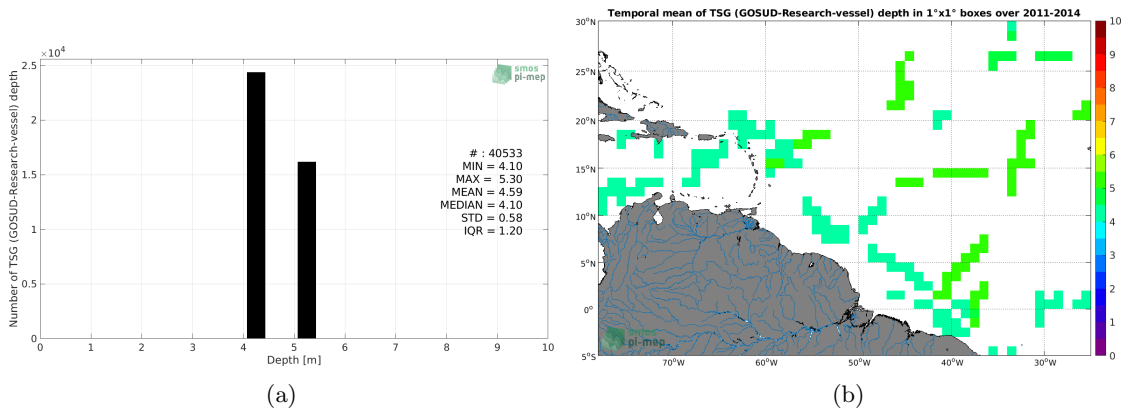 ×10⁴
2.5
2
1.5
1
0.5
0
0 1 2 3 4 5 6 7 8 9 10
Number of TSG (GOSUD-Research-vessel) depth
Depth [m]
smos
pi-mep
# : 40533
MIN = 4.10
MAX = 5.30
MEAN = 4.59
MEDIAN = 4.10
STD = 0.58
IQR = 1.20
(a)
Temporal mean of TSG (GOSUD-Research-vessel) depth in 1°x1° boxes over 2011-2014
30°N
25°N
20°N
15°N
10°N
5°N
0°
5°S
70°W 60°W 50°W 40°W 30°W
smos
pi-mep
10
9
8
7
6
5
4
3
2
1
0
(b)